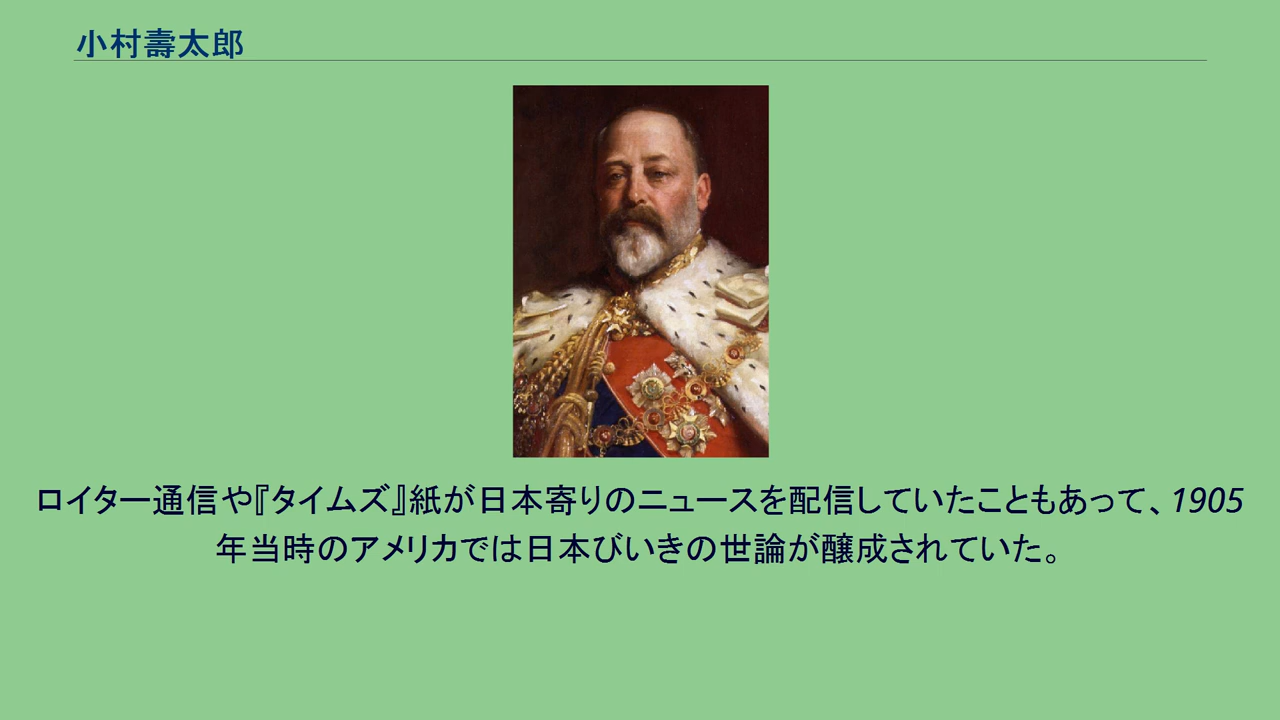 小村壽太郎
ロイター通信や『タイムズ』紙が日本寄りのニュースを配信していたこともあって、1905
年当時のアメリカでは日本びいきの世論が醸成されていた。